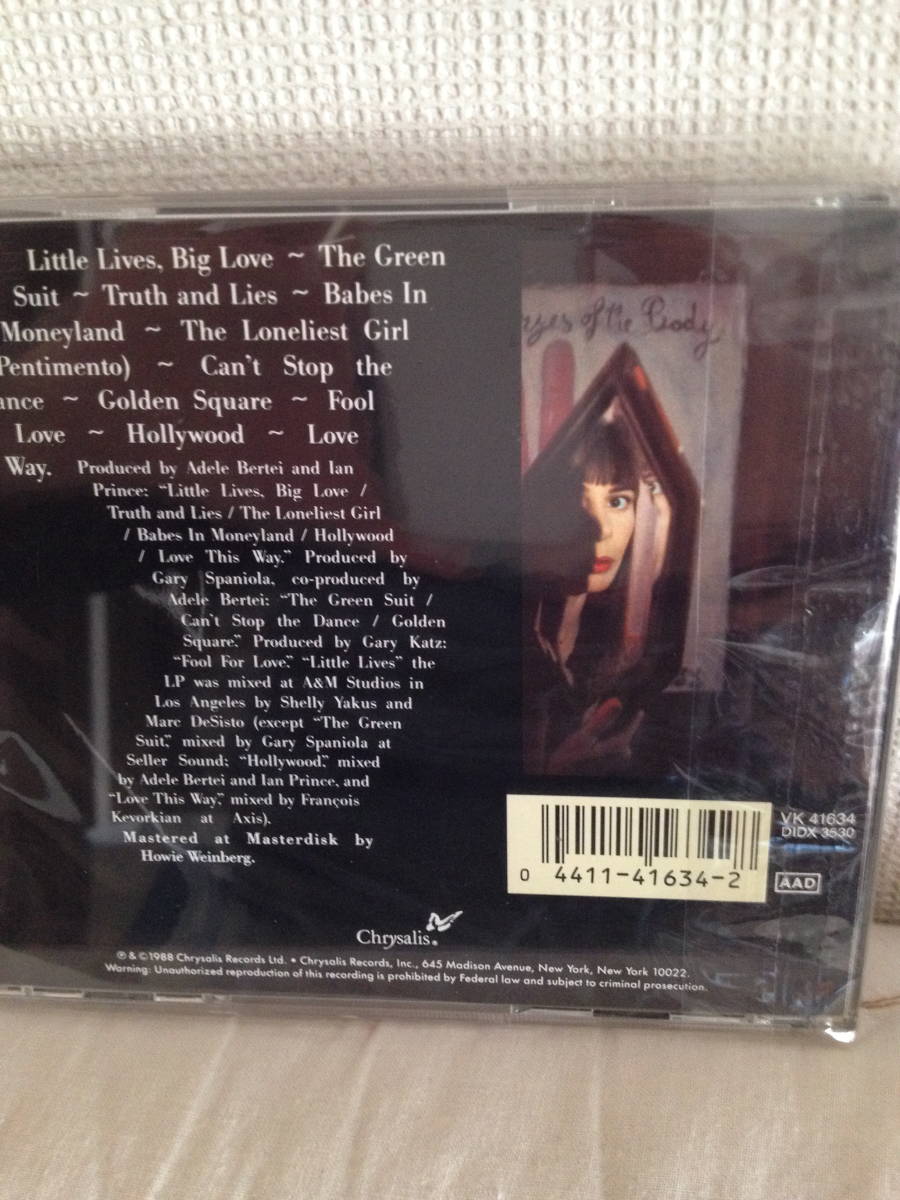 Little Lives, Big Love ~ The Green
Suit ~ Truth and Lies ~ Babes In
Moneyland ~ The Loneliest Girl
Pentimento) ~ Can't Stop the
ance ~ Golden Square ~ Fool
Love ~ Hollywood ~ Love
Way. Produced by Adele Bertei and Ian
Prince: "Little Lives, Big Love /
Truth and Lies / The Loneliest Girl
/ Babes In Moneyland / Hollywood
/ Love This Way." Produced by
Gary Spaniola, co-produced by
Adele Bertei: "The Green Suit /
Can't Stop the Dance / Golden
Square." Produced by Gary Katz:
"Fool For Love." "Little Lives" the
LP was mixed at A&M Studios in
Los Angeles by Shelly Yakus and
Marc DeSisto (except "The Green
Suit," mixed by Gary Spaniola at
Seller Sound: "Hollywood," mixed
by Adele Bertei and Ian Prince, and
"Love This Way," mixed by François
Kevorkian at Axis).
Mastered at Masterdisk by
Howie Weinberg.
of the Body
VK 41634
DIDX 3530
0 4411-41634-2
AAD
Chrysalis®
℗ & © 1988 Chrysalis Records Ltd. • Chrysalis Records, Inc., 645 Madison Avenue, New York, New York 10022.
Warning: Unauthorized reproduction of this recording is prohibited by Federal law and subject to criminal prosecution.